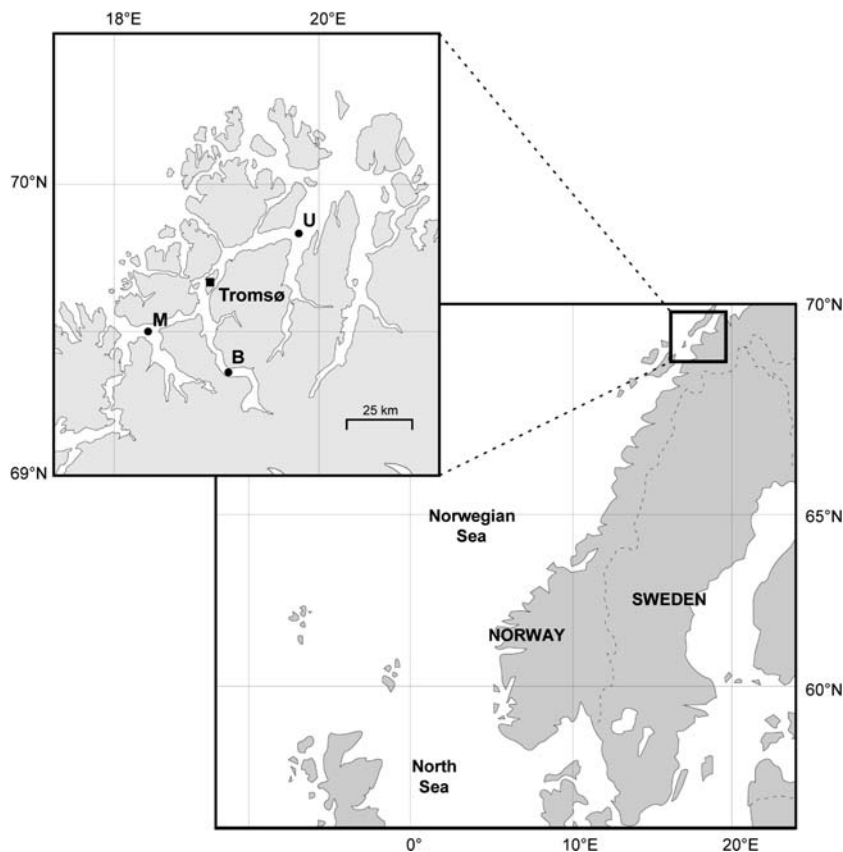 18°E
20°E
70°N
U
Tromsø
M
B
25 km
69°N
70°N
Norwegian
Sea
65°N
SWEDEN
NORWAY
60°N
North
Sea
0°
10°E
20°E